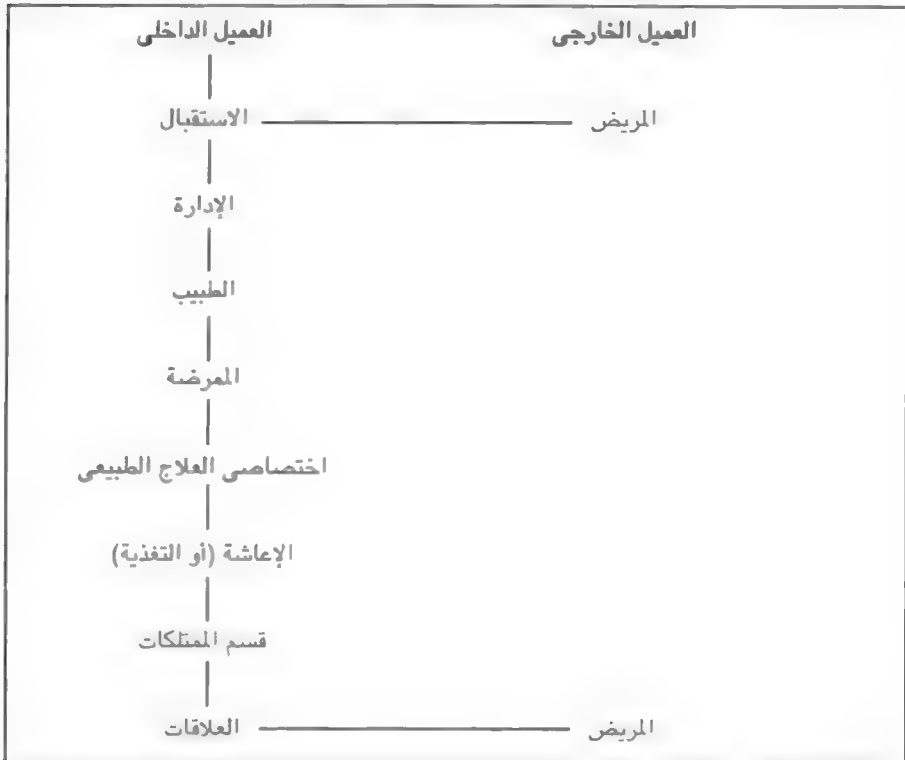 العميل الخارجى العميل الداخلى
المريض الاستقبال
الإدارة
الطبيب
الممرضة
اختصاصى العلاج الطبيعى
الإعاشة (أو التغذية)
قسم الممتلكات
المريض العلاقات